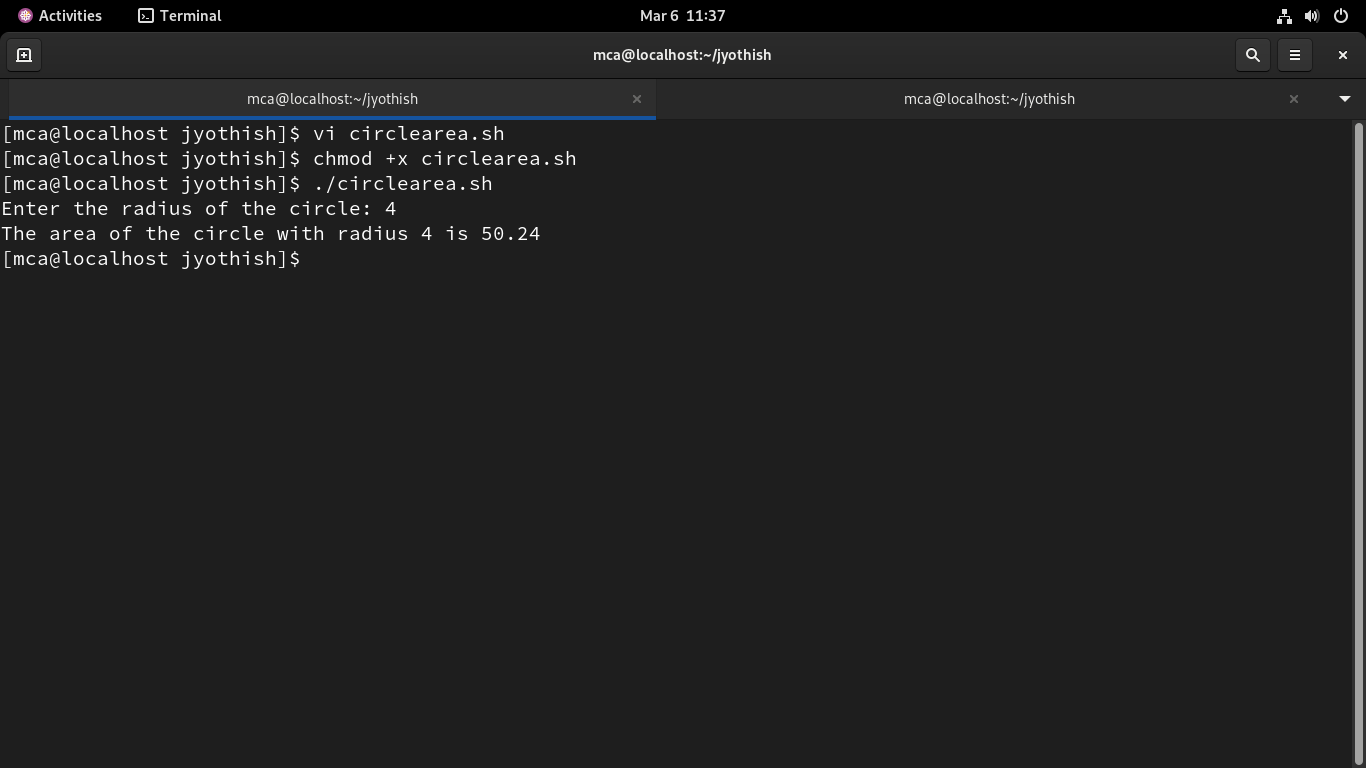 Activities Terminal Mar 6 11:37
mca@localhost:~/jyothish
mca@localhost:~/jyothish mca@localhost:~/jyothish
[mca@localhost jyothish]$ vi circlearea.sh
[mca@localhost jyothish]$ chmod +x circlearea.sh
[mca@localhost jyothish]$ ./circlearea.sh
Enter the radius of the circle: 4
The area of the circle with radius 4 is 50.24
[mca@localhost jyothish]$